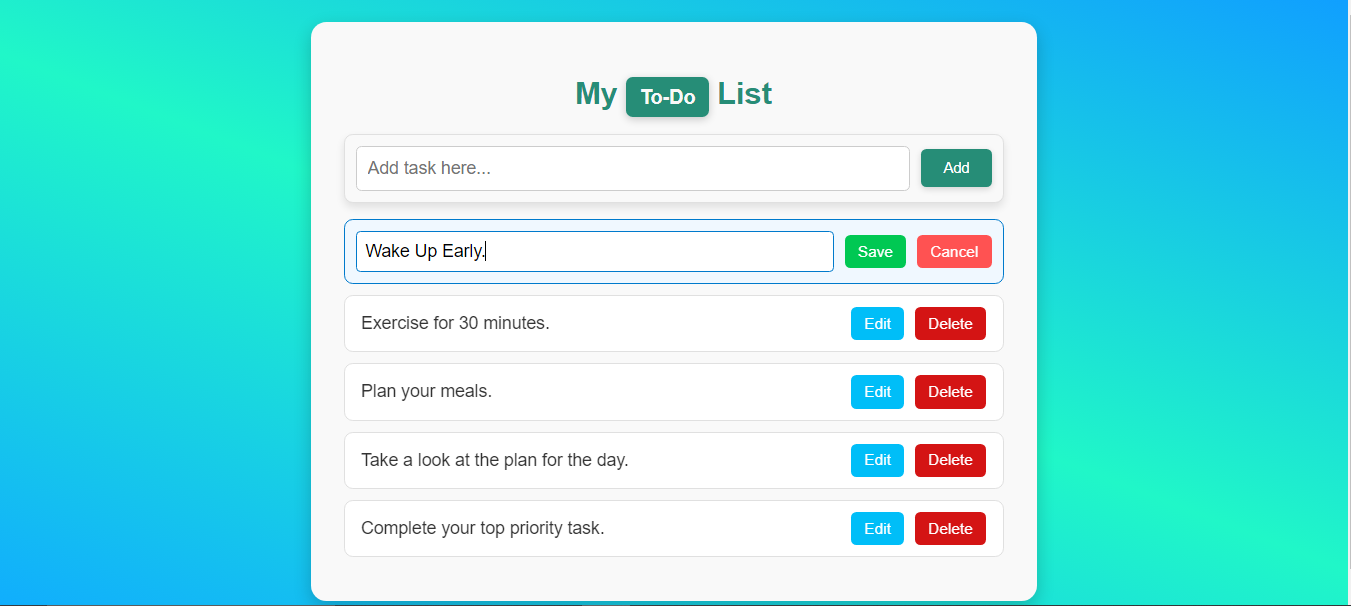 My To-Do List
Add task here... Add
Wake Up Early. Save Cancel
Exercise for 30 minutes. Edit Delete
Plan your meals. Edit Delete
Take a look at the plan for the day. Edit Delete
Complete your top priority task. Edit Delete